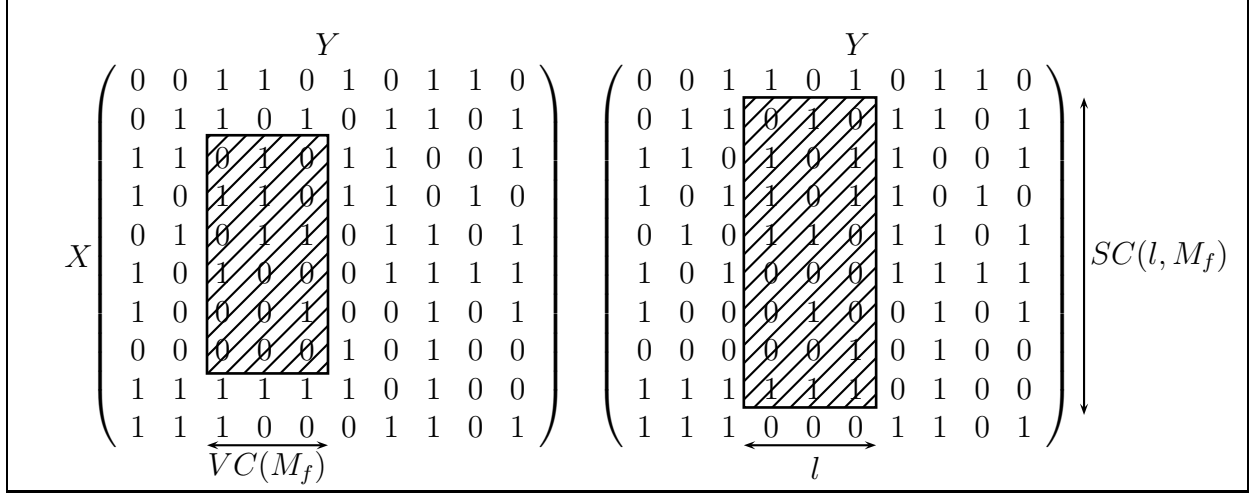 Y Y
0 0 1 1 0 1 0 1 1 0 0 0 1 1 0 1 0 1 1 0
0 1 1 0 1 0 1 1 0 1 0 1 1 0 1 0 1 1 0 1
1 1 0 1 0 1 1 0 0 1 1 1 0 1 0 1 1 0 0 1
1 0 1 1 0 1 1 0 1 0 1 0 1 1 0 1 1 0 1 0
0 1 0 1 1 0 1 1 0 1 0 1 0 1 1 0 1 1 0 1
X SC(l, M_f)
1 0 1 0 0 0 1 1 1 1 1 0 1 0 0 0 1 1 1 1
1 0 0 0 1 0 0 1 0 1 1 0 0 0 1 0 0 1 0 1
0 0 0 0 0 1 0 1 0 0 0 0 0 0 0 1 0 1 0 0
1 1 1 1 1 1 0 1 0 0 1 1 1 1 1 1 0 1 0 0
1 1 1 0 0 0 1 1 0 1 1 1 1 0 0 0 1 1 0 1
VC(M_f) l